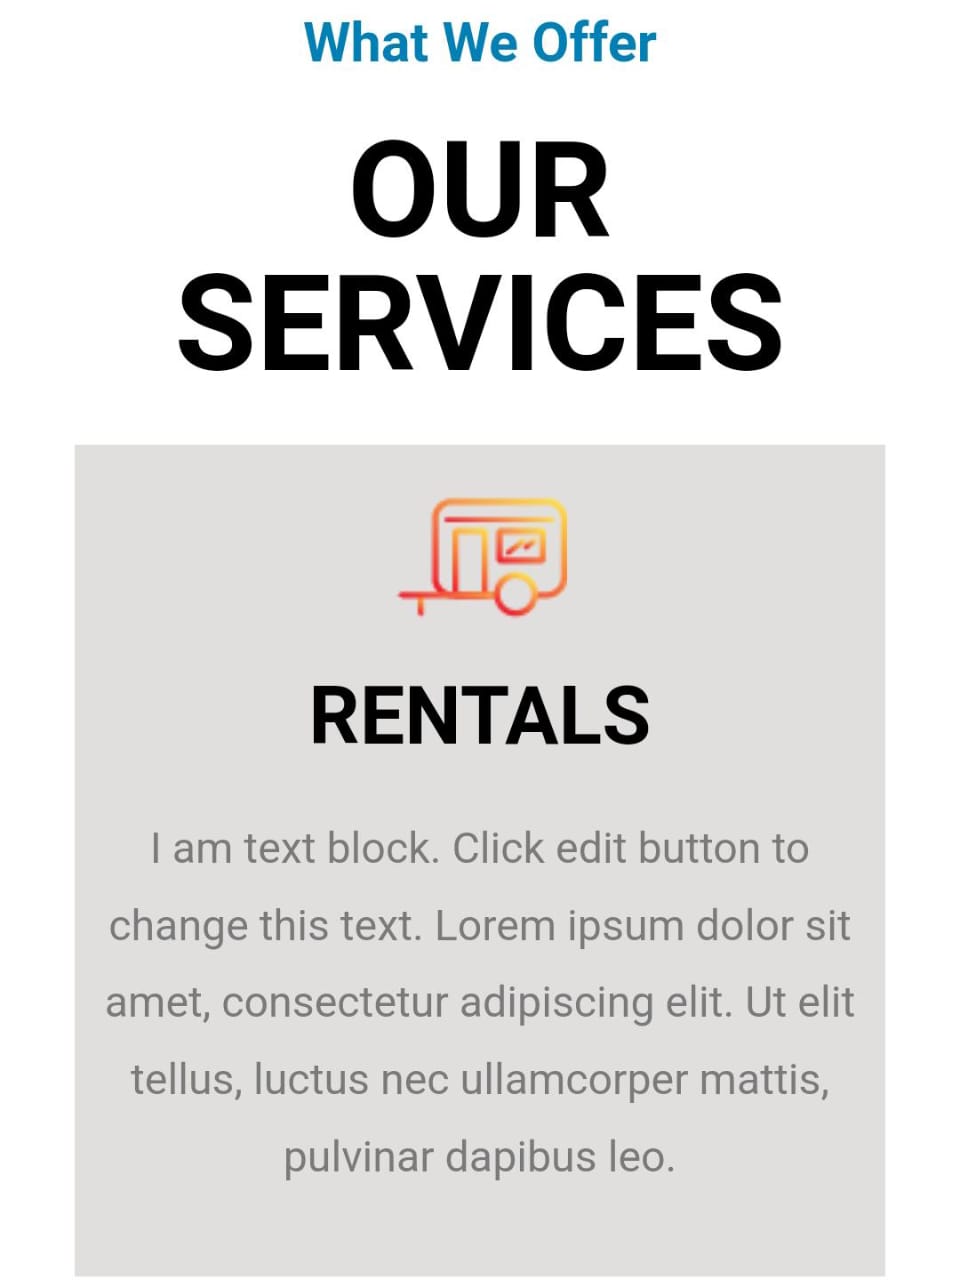 What We Offer
OUR
SERVICES
RENTALS
I am text block. Click edit button to
change this text. Lorem ipsum dolor sit
amet, consectetur adipiscing elit. Ut elit
tellus, luctus nec ullamcorper mattis,
pulvinar dapibus leo.